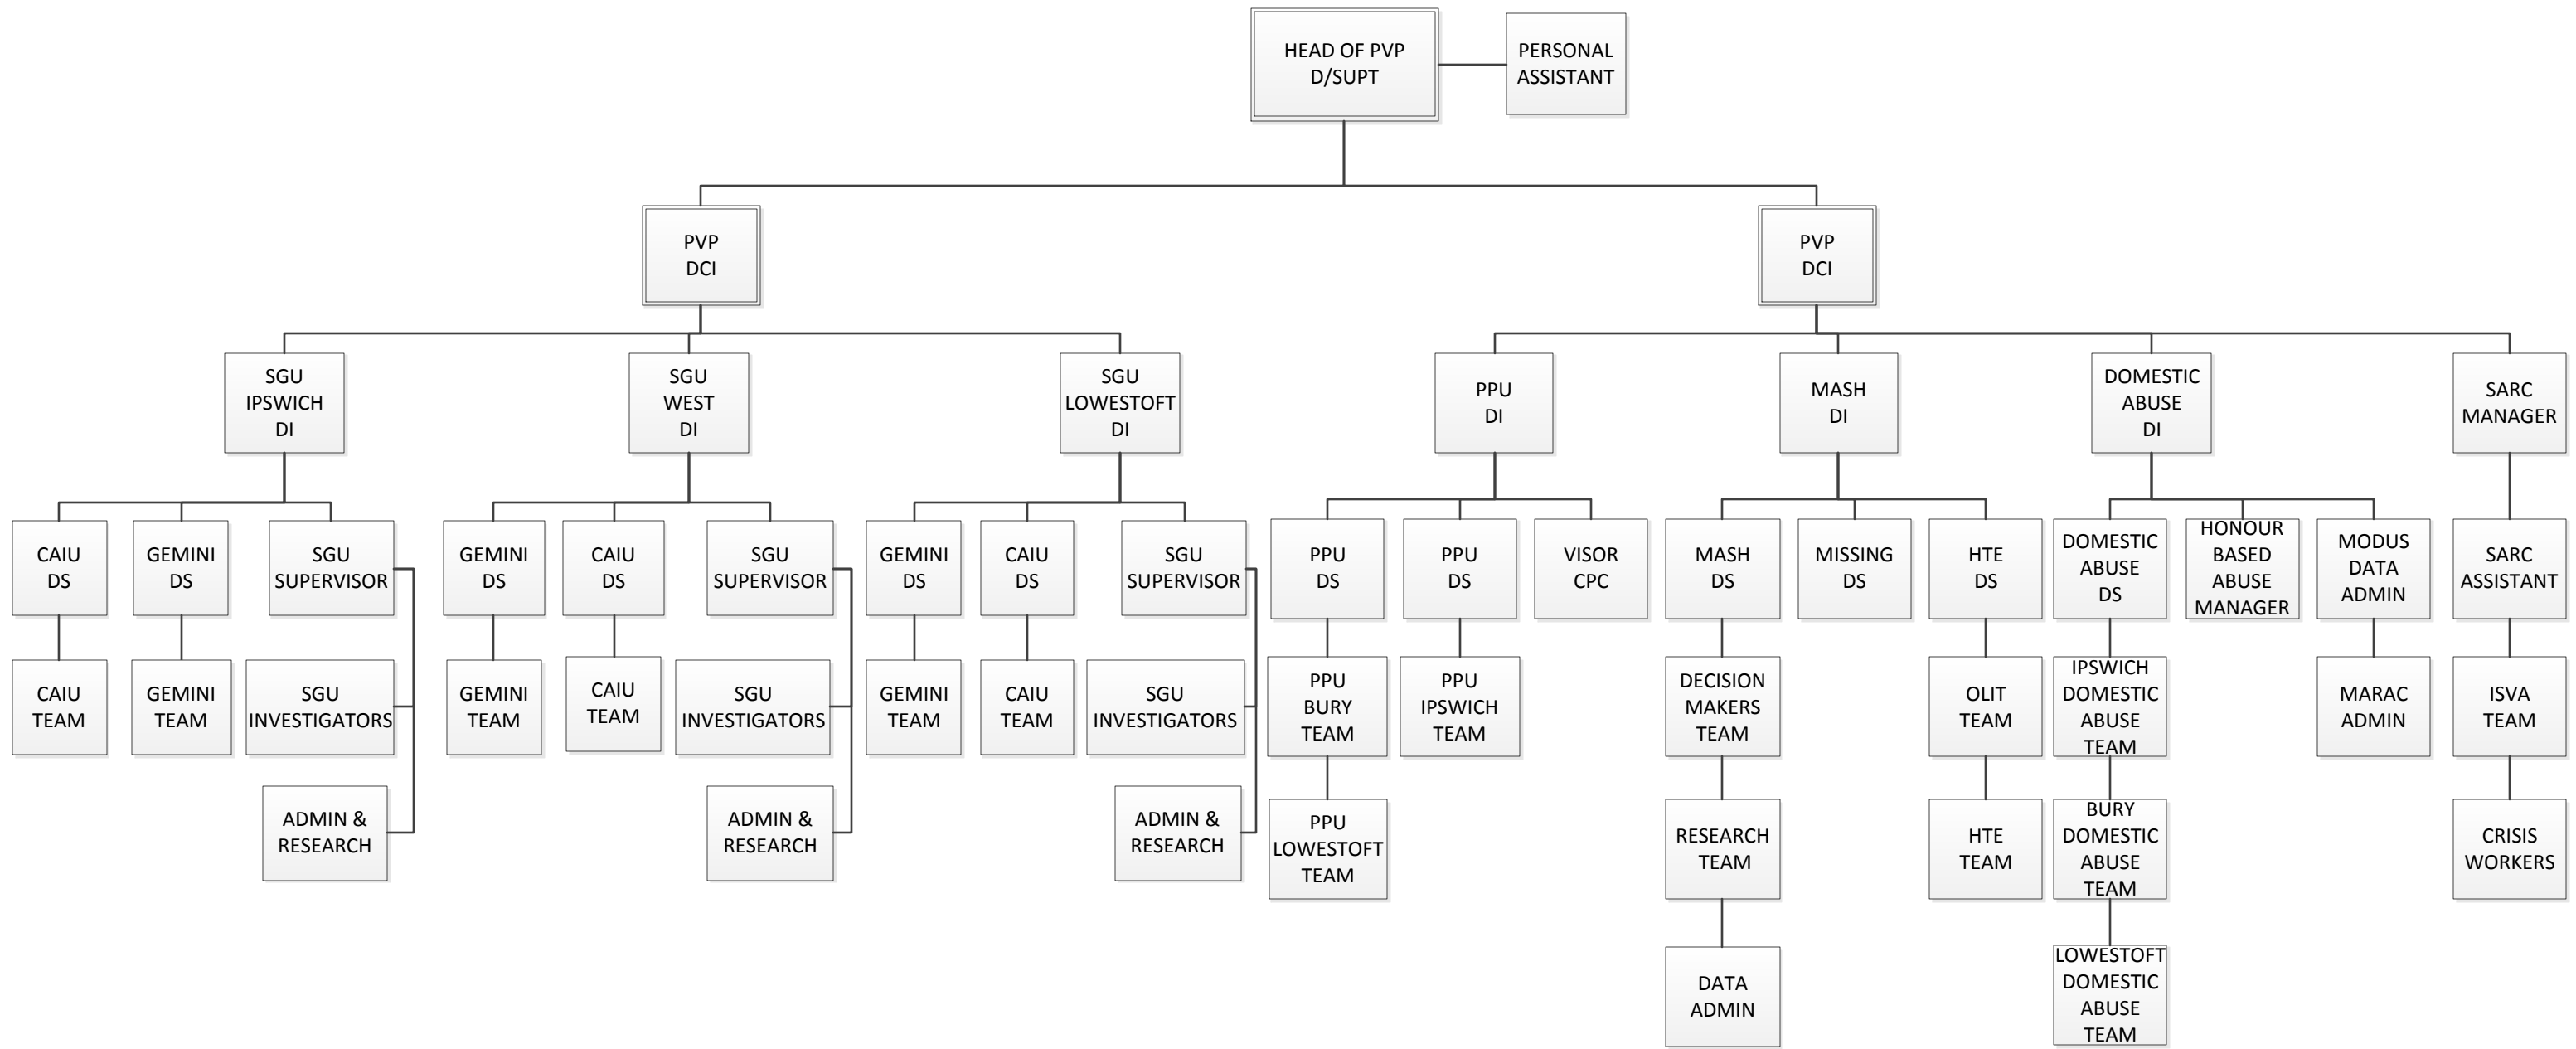 HEAD OF PVP
D/SUPT
PERSONAL
ASSISTANT
PVP
DCI
PVP
DCI
SGU
IPSWICH
DI
SGU
WEST
DI
SGU
LOWESTOFT
DI
PPU
DI
MASH
DI
DOMESTIC
ABUSE
DI
SARC
MANAGER
CAIU
DS
GEMINI
DS
SGU
SUPERVISOR
GEMINI
DS
CAIU
DS
SGU
SUPERVISOR
GEMINI
DS
CAIU
DS
SGU
SUPERVISOR
PPU
DS
PPU
DS
VISOR
CPC
MASH
DS
MISSING
DS
HTE
DS
DOMESTIC
ABUSE
DS
HONOUR
BASED
ABUSE
MANAGER
MODUS
DATA
ADMIN
SARC
ASSISTANT
CAIU
TEAM
GEMINI
TEAM
SGU
INVESTIGATORS
GEMINI
TEAM
CAIU
TEAM
SGU
INVESTIGATORS
GEMINI
TEAM
CAIU
TEAM
SGU
INVESTIGATORS
PPU
BURY
TEAM
PPU
IPSWICH
TEAM
DECISION
MAKERS
TEAM
OLIT
TEAM
IPSWICH
DOMESTIC
ABUSE
TEAM
MARAC
ADMIN
ISVA
TEAM
ADMIN &
RESEARCH
ADMIN &
RESEARCH
ADMIN &
RESEARCH
PPU
LOWESTOFT
TEAM
RESEARCH
TEAM
HTE
TEAM
BURY
DOMESTIC
ABUSE
TEAM
CRISIS
WORKERS
DATA
ADMIN
LOWESTOFT
DOMESTIC
ABUSE
TEAM